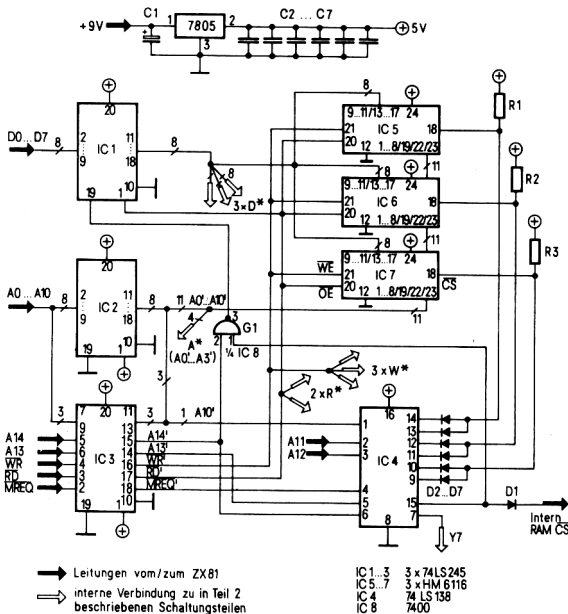 C1
C2 ... C7
+9V
1 7805 2
3
+
5V
R1
R2
R3
8
9...11/13...17 24
21 IC 5 18
20
12 1...8/19/22/23
11
8
9...11/13...17 24
21 IC 6 18
20
12 1...8/19/22/23
11
8
9...11/13...17 24
21 IC 7 18
20
12 1...8/19/22/23
11
WE
OE
CS
D0...D7
8
20
2 11
9 IC 1 18
19 1 10
8
8
3 x D*
A0...A10
8
20
2 11
9 IC 2 18
19 1 10
8
11 A0'...A10'
4
A*
(A0'...A3')
3
3
G1
2 1
¼ IC 8
3 x W*
2 x R*
3
7 20 11
9 13
A14 5 15 A14'
A13 6 IC 3 14 A13'
WR 4 16 WR'
RD 3 17 RD'
MREQ 2 18 MREQ'
19 1 10
3
1 A10'
A11
A12
16
1 14
2 13
3 12
IC 4 11
10
9
4
5 15
6 7
8
D2...D7
D1
Y7
Intern
RAM CS
Leitungen vom/zum ZX81
interne Verbindung zu in Teil 2
beschriebenen Schaltungsteilen
IC 1...3 3 x 74LS245
IC 5...7 3 x HM 6116
IC 4 74 LS 138
IC 8 7400